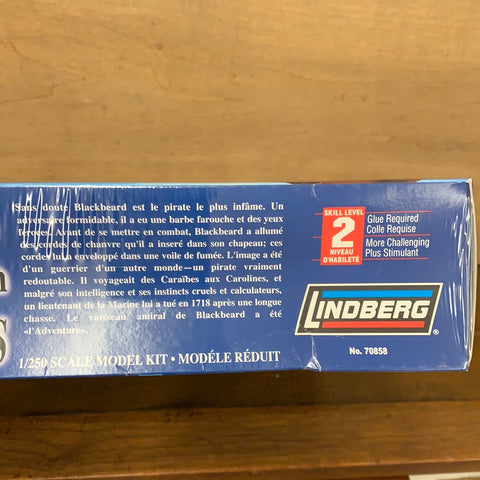 Sans doute Blackbeard est le pirate le plus infâme. Un
adversaire formidable, il a eu une barbe farouche et des yeux
feroces. Avant de se mettre en combat, Blackbeard a allumé
des cordes de chanvre qu'il a inseré dans son chapeau; ces
cordes l'on enveloppé dans une voile de fumée. L'image a été
d'un guerrier d'un autre monde—un pirate vraiment
redoutable. Il voyageait des Caraïbes aux Carolines, et
malgré son intelligence et ses instincts cruels et calculateurs,
un lieutenant de la Marine lui a tué en 1718 après une longue
chasse. Le vaisseau amiral de Blackbeard a été
«l'Adventure».
1/250 SCALE MODEL KIT • MODÉLE RÉDUIT
SKILL LEVEL
2
NIVEAU
D'HABILETÉ
Glue Required
Colle Requise
More Challenging
Plus Stimulant
LINDBERG®
No. 70858